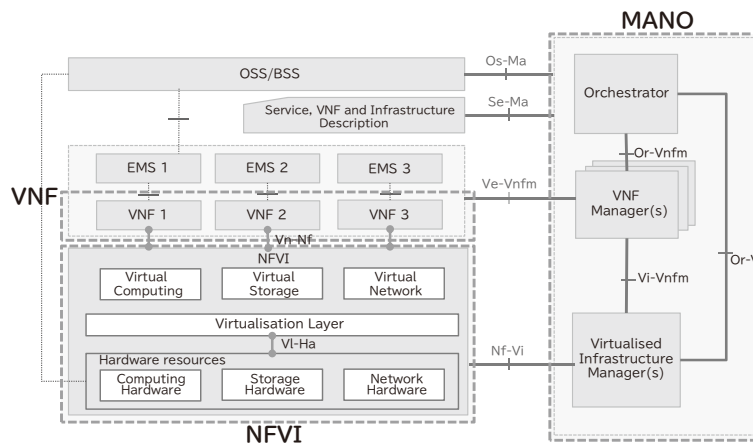 MANO
Os-Ma
OSS/BSS
Orchestrator
Se-Ma
Service, VNF and Infrastructure
Description
Or-Vnfm
EMS 1
EMS 2
EMS 3
VNF
Ve-Vnfm
VNF
Manager(s)
VNF 1
VNF 2
VNF 3
Vn-Nf
NFVI
Or-V
Virtual
Computing
Virtual
Storage
Virtual
Network
Vi-Vnfm
Virtualisation Layer
Vl-Ha
Nf-Vi
Virtualised
Infrastructure
Manager(s)
Hardware resources
Computing
Hardware
Storage
Hardware
Network
Hardware
NFVI